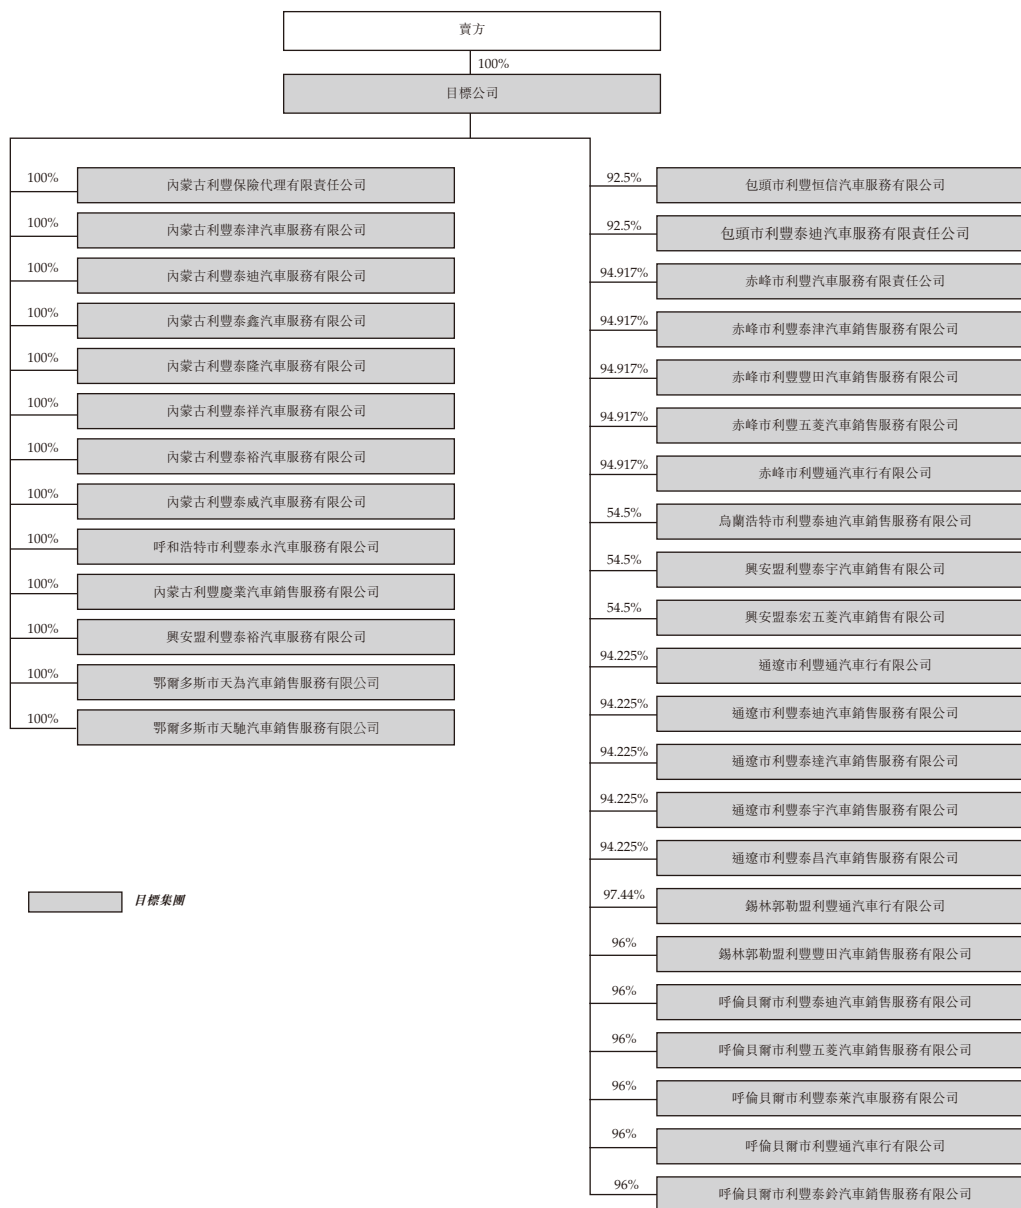 賣方
100%
目標公司
100%
內蒙古利豐保險代理有限責任公司
100%
內蒙古利豐泰津汽車服務有限公司
100%
內蒙古利豐泰迪汽車服務有限公司
100%
內蒙古利豐泰鑫汽車服務有限公司
100%
內蒙古利豐泰隆汽車服務有限公司
100%
內蒙古利豐泰祥汽車服務有限公司
100%
內蒙古利豐泰裕汽車服務有限公司
100%
內蒙古利豐泰威汽車服務有限公司
100%
呼和浩特市利豐泰永汽車服務有限公司
100%
內蒙古利豐慶業汽車銷售服務有限公司
100%
興安盟利豐泰裕汽車服務有限公司
100%
鄂爾多斯市天為汽車銷售服務有限公司
100%
鄂爾多斯市天馳汽車銷售服務有限公司
92.5%
包頭市利豐恒信汽車服務有限公司
92.5%
包頭市利豐泰迪汽車服務有限責任公司
94.917%
赤峰市利豐汽車服務有限責任公司
94.917%
赤峰市利豐泰津汽車銷售服務有限公司
94.917%
赤峰市利豐豐田汽車銷售服務有限公司
94.917%
赤峰市利豐五菱汽車銷售服務有限公司
94.917%
赤峰市利豐通汽車行有限公司
54.5%
烏蘭浩特市利豐泰迪汽車銷售服務有限公司
54.5%
興安盟利豐泰宇汽車銷售有限公司
54.5%
興安盟泰宏五菱汽車銷售有限公司
94.225%
通遼市利豐通汽車行有限公司
94.225%
通遼市利豐泰迪汽車銷售服務有限公司
94.225%
通遼市利豐泰達汽車銷售服務有限公司
94.225%
通遼市利豐泰宇汽車銷售服務有限公司
94.225%
通遼市利豐泰昌汽車銷售服務有限公司
97.44%
錫林郭勒盟利豐通汽車行有限公司
96%
錫林郭勒盟利豐豐田汽車銷售服務有限公司
96%
呼倫貝爾市利豐泰迪汽車銷售服務有限公司
96%
呼倫貝爾市利豐五菱汽車銷售服務有限公司
96%
呼倫貝爾市利豐泰萊汽車服務有限公司
96%
呼倫貝爾市利豐通汽車行有限公司
96%
呼倫貝爾市利豐泰鈴汽車銷售服務有限公司
目標集團